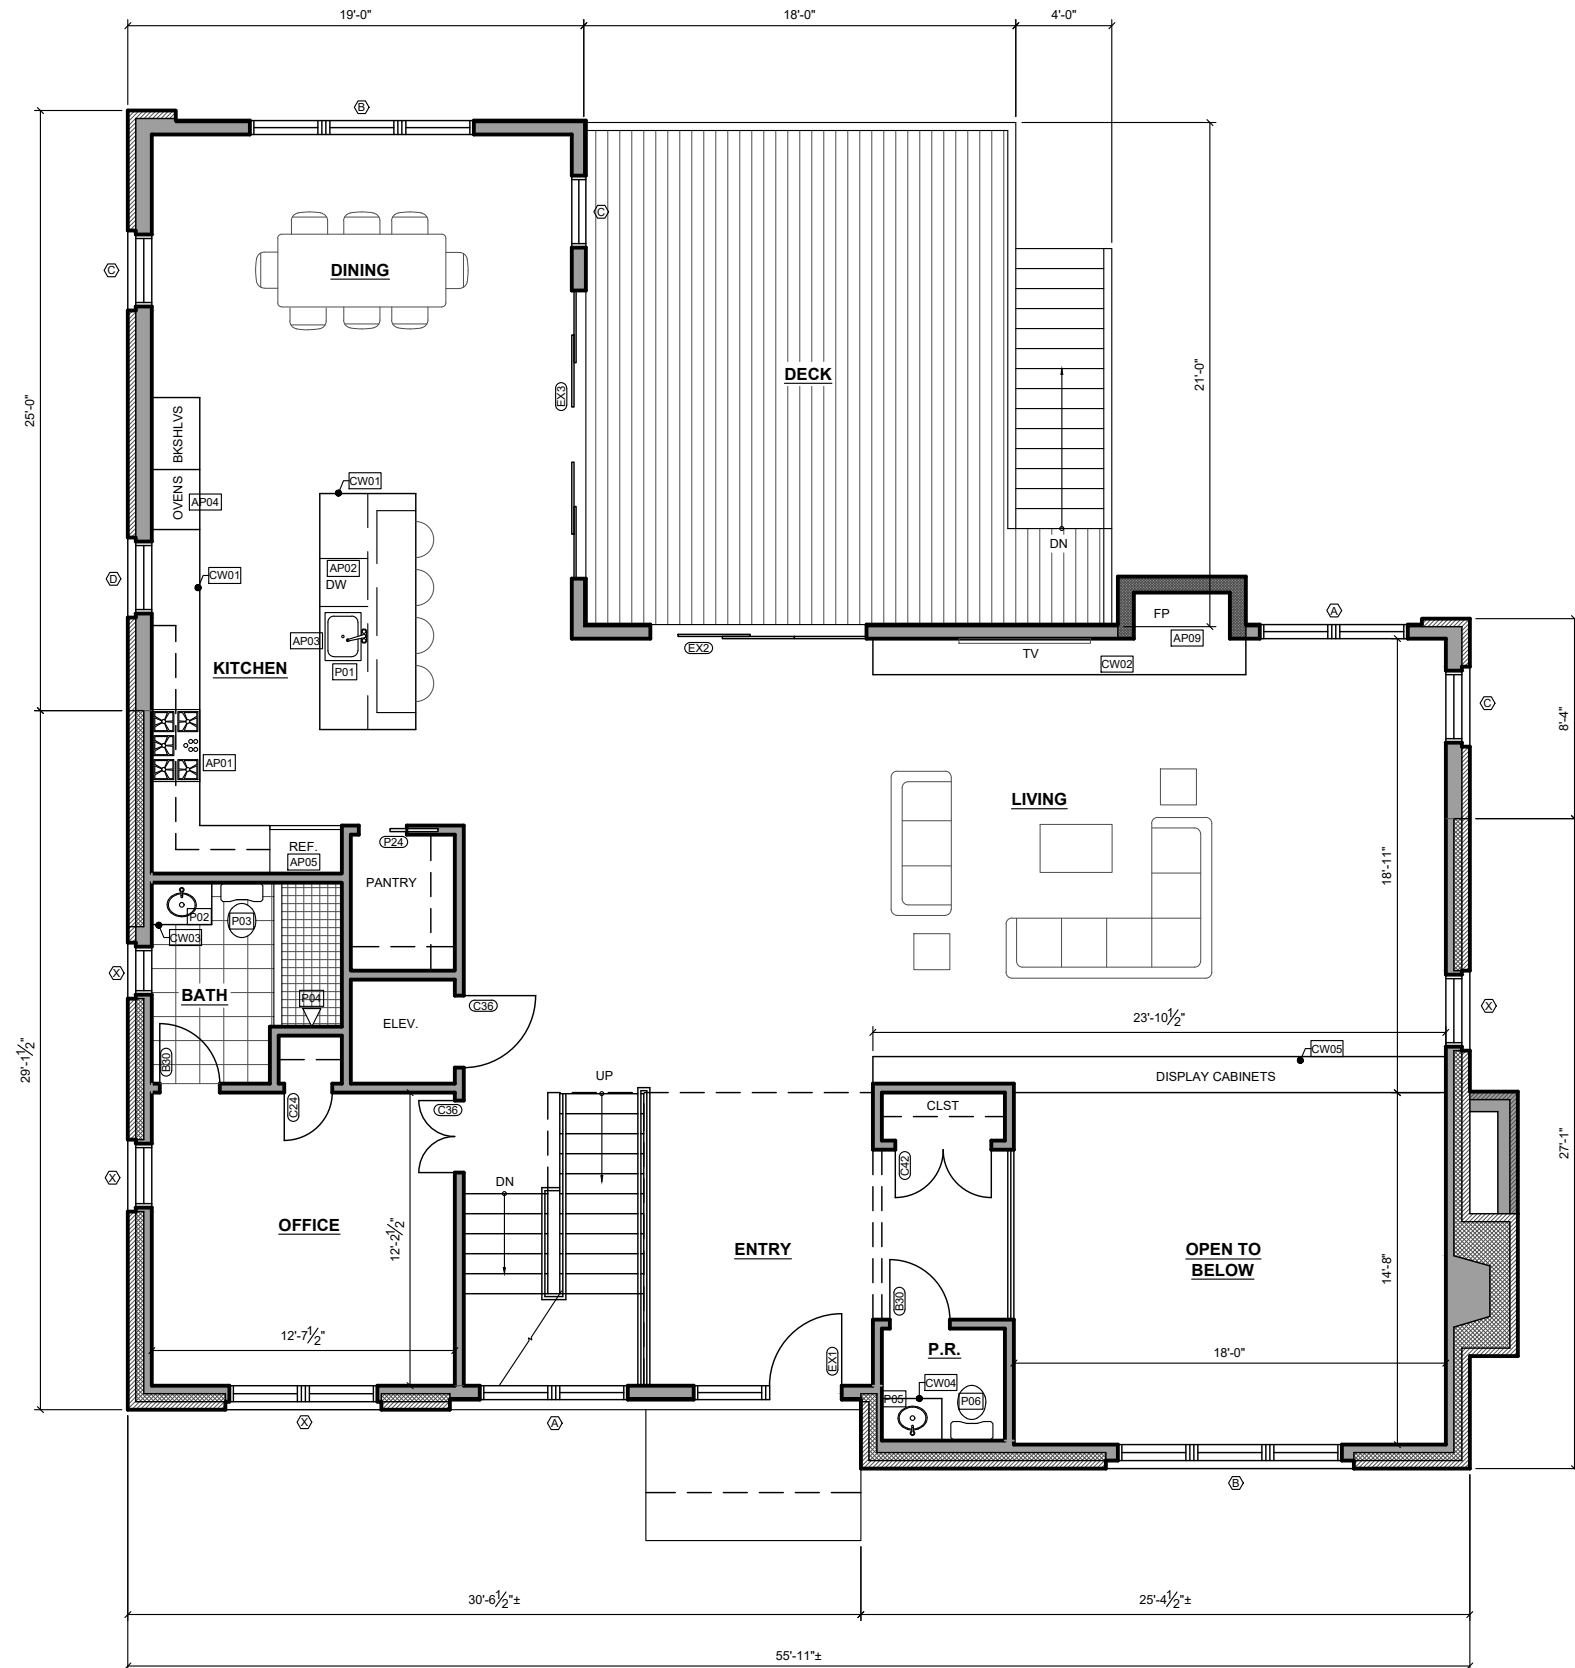 19'-0"
18'-0"
4'-0"
B
C
C
DINING
DECK
21'-0"
EX3
25'-0"
BKSHLVS
OVENS
AP04
CW01
CW01
AP02
DW
AP03
P01
KITCHEN
D
DN
FP
AP09
A
EX2
TV
CW02
C
8'-4"
AP01
LIVING
REF.
AP05
P24
PANTRY
18'-11"
P02
P03
CW03
X
BATH
P04
ELEV.
C36
X
23'-10½"
CW05
DISPLAY CABINETS
29'-1½"
B30
C24
C36
UP
CLST
C42
27'-1"
X
DN
OFFICE
12'-2½"
ENTRY
OPEN TO
BELOW
14'-8"
B30
12'-7½"
EX1
P.R.
18'-0"
CW04
P05
P06
X
A
B
30'-6½"±
25'-4½"±
55'-11"±